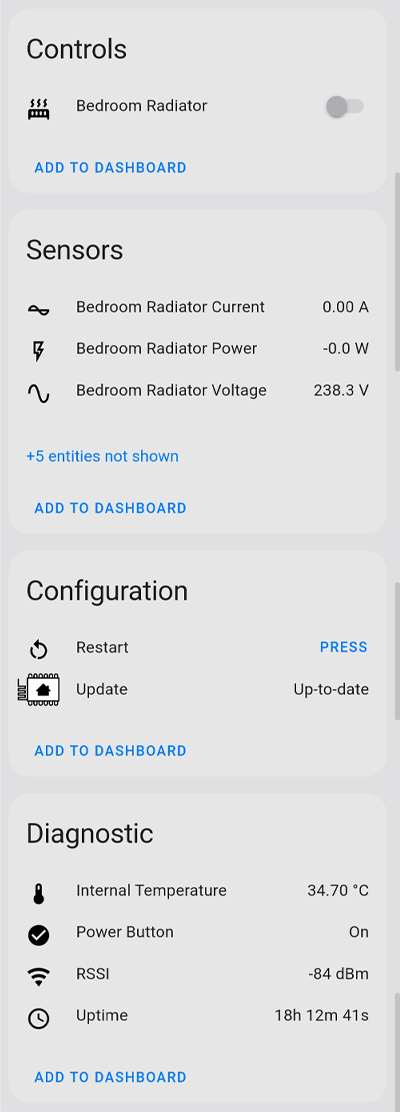 Controls
Bedroom Radiator
ADD TO DASHBOARD
Sensors
Bedroom Radiator Current 0.00 A
Bedroom Radiator Power -0.0 W
Bedroom Radiator Voltage 238.3 V
+5 entities not shown
ADD TO DASHBOARD
Configuration
Restart PRESS
Update Up-to-date
ADD TO DASHBOARD
Diagnostic
Internal Temperature 34.70 °C
Power Button On
RSSI -84 dBm
Uptime 18h 12m 41s
ADD TO DASHBOARD